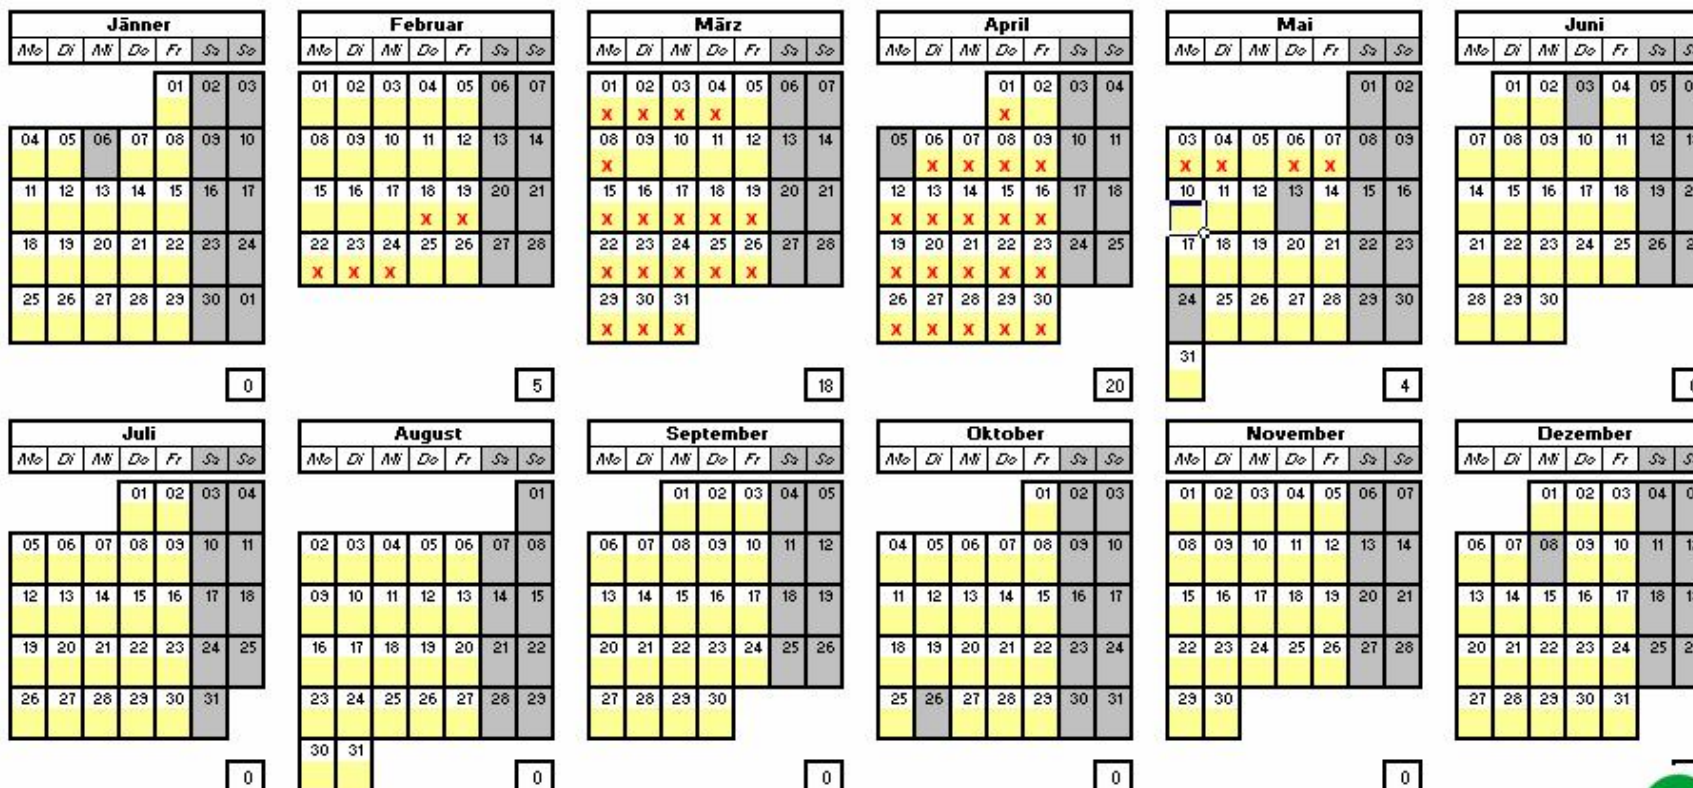 Jänner Februar März April Mai Juni
Mo Di Mi Do Fr Sa So Mo Di Mi Do Fr Sa So Mo Di Mi Do Fr Sa So Mo Di Mi Do Fr Sa So Mo Di Mi Do Fr Sa So Mo Di Mi Do Fr Sa
01 02 03 01 02 03 04 05 06 07 01 02 03 04 05 06 07 01 02 03 04 01 02 01 02 03 04 05
X X X X X
04 05 06 07 08 09 10 08 09 10 11 12 13 14 08 09 10 11 12 13 14 05 06 07 08 09 10 11 03 04 05 06 07 08 09 07 08 09 10 11 12
X X X X X X X X X
11 12 13 14 15 16 17 15 16 17 18 19 20 21 15 16 17 18 19 20 21 12 13 14 15 16 17 18 10 11 12 13 14 15 16 14 15 16 17 18 19
X X X X X X X X X X X X
18 19 20 21 22 23 24 22 23 24 25 26 27 28 22 23 24 25 26 27 28 19 20 21 22 23 24 25 17 18 19 20 21 22 23 21 22 23 24 25 26
X X X X X X X X X X X X X
25 26 27 28 29 30 01 29 30 31 26 27 28 29 30 24 25 26 27 28 29 30 28 29 30
X X X X X X X X
31
0 5 18 20 4
Juli August September Oktober November Dezember
Mo Di Mi Do Fr Sa So Mo Di Mi Do Fr Sa So Mo Di Mi Do Fr Sa So Mo Di Mi Do Fr Sa So Mo Di Mi Do Fr Sa So Mo Di Mi Do Fr Sa
01 02 03 04 01 01 02 03 04 05 01 02 03 01 02 03 04 05 06 07 01 02 03 04
05 06 07 08 09 10 11 02 03 04 05 06 07 08 06 07 08 09 10 11 12 04 05 06 07 08 09 10 08 09 10 11 12 13 14 06 07 08 09 10 11
12 13 14 15 16 17 18 09 10 11 12 13 14 15 13 14 15 16 17 18 19 11 12 13 14 15 16 17 15 16 17 18 19 20 21 13 14 15 16 17 18
19 20 21 22 23 24 25 16 17 18 19 20 21 22 20 21 22 23 24 25 26 18 19 20 21 22 23 24 22 23 24 25 26 27 28 20 21 22 23 24 25
26 27 28 29 30 31 23 24 25 26 27 28 29 27 28 29 30 25 26 27 28 29 30 31 29 30 27 28 29 30 31
30 31
0 0 0 0 0